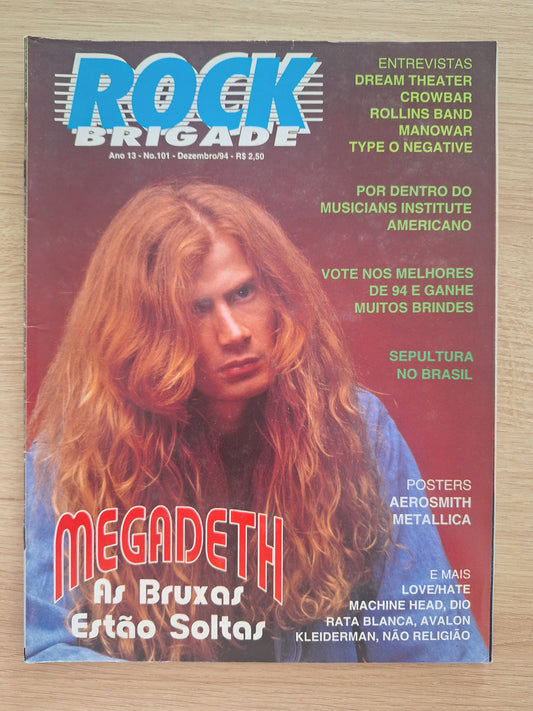 ROCK
BRIGADE
Ano 13 - No.101 - Dezembro/94 - R$ 2,50
ENTREVISTAS
DREAM THEATER
CROWBAR
ROLLINS BAND
MANOWAR
TYPE O NEGATIVE
POR DENTRO DO
MUSICIANS INSTITUTE
AMERICANO
VOTE NOS MELHORES
DE 94 E GANHE
MUITOS BRINDES
SEPULTURA
NO BRASIL
POSTERS
AEROSMITH
METALLICA
MEGADETH
As Bruxas
Estão Soltas
E MAIS
LOVE/HATE
MACHINE HEAD, DIO
RATA BLANCA, AVALON
KLEIDERMAN, NÃO RELIGIÃO